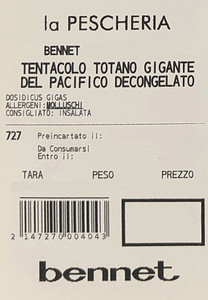 la PESCHERIA
BENNET
TENTACOLO TOTANO GIGANTE
DEL PACIFICO DECONGELATO
DOSIDICUS GIGAS
ALLERGENI:MOLLUSCHI
CONSIGLIATO: INSALATA
727 Preincartato il:
Da Consumarsi
Entro il:
TARA PESO PREZZO
2 147270 004043
bennet